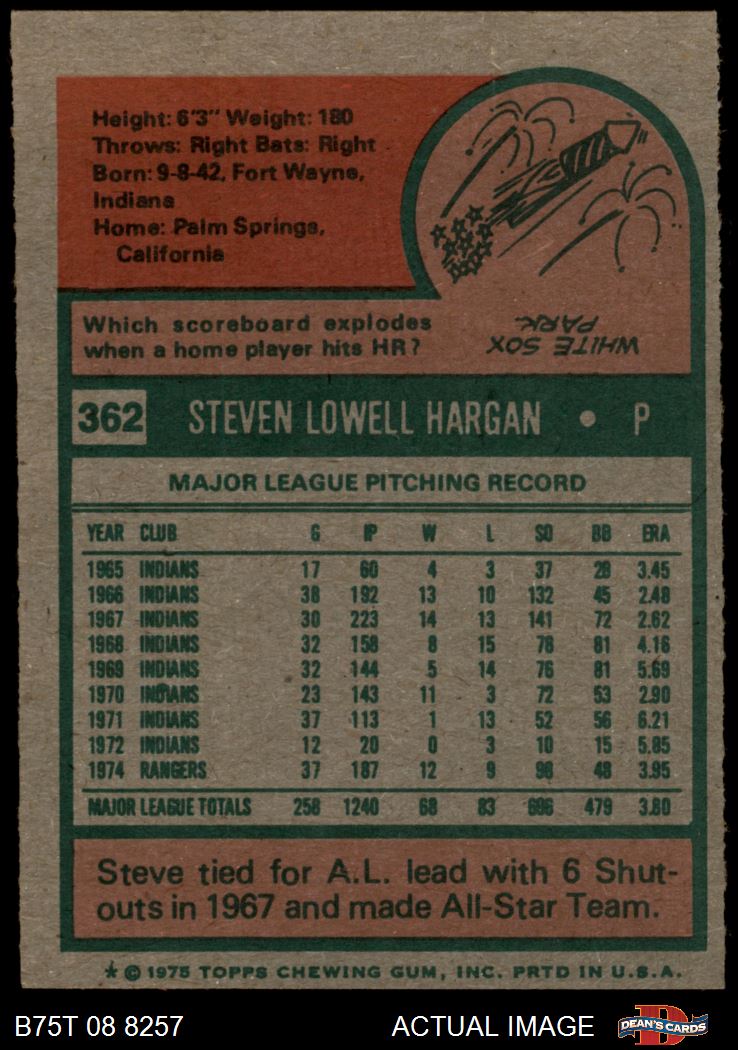 Height: 6'3" Weight: 180
Throws: Right Bats: Right
Born: 9-8-42, Fort Wayne,
Indiana
Home: Palm Springs,
California
Which scoreboard explodes
when a home player hits HR?
WHITE SOX
PARK.
362 STEVEN LOWELL HARGAN • P
MAJOR LEAGUE PITCHING RECORD
YEAR CLUB G IP W L SO BB ERA
1965 INDIANS 17 60 4 3 37 28 3.45
1966 INDIANS 38 192 13 10 132 45 2.48
1967 INDIANS 30 223 14 13 141 72 2.62
1968 INDIANS 32 158 8 15 78 81 4.16
1969 INDIANS 32 144 5 14 76 81 5.69
1970 INDIANS 23 143 11 3 72 53 2.90
1971 INDIANS 37 113 1 13 52 56 6.21
1972 INDIANS 12 20 0 3 10 15 5.85
1974 RANGERS 37 187 12 9 98 48 3.95
MAJOR LEAGUE TOTALS 258 1240 68 83 696 479 3.80
Steve tied for A.L. lead with 6 Shut-
outs in 1967 and made All-Star Team.
★ © 1975 TOPPS CHEWING GUM, INC. PRTD IN U.S.A.
B75T 08 8257 ACTUAL IMAGE D DEAN'S CARDS